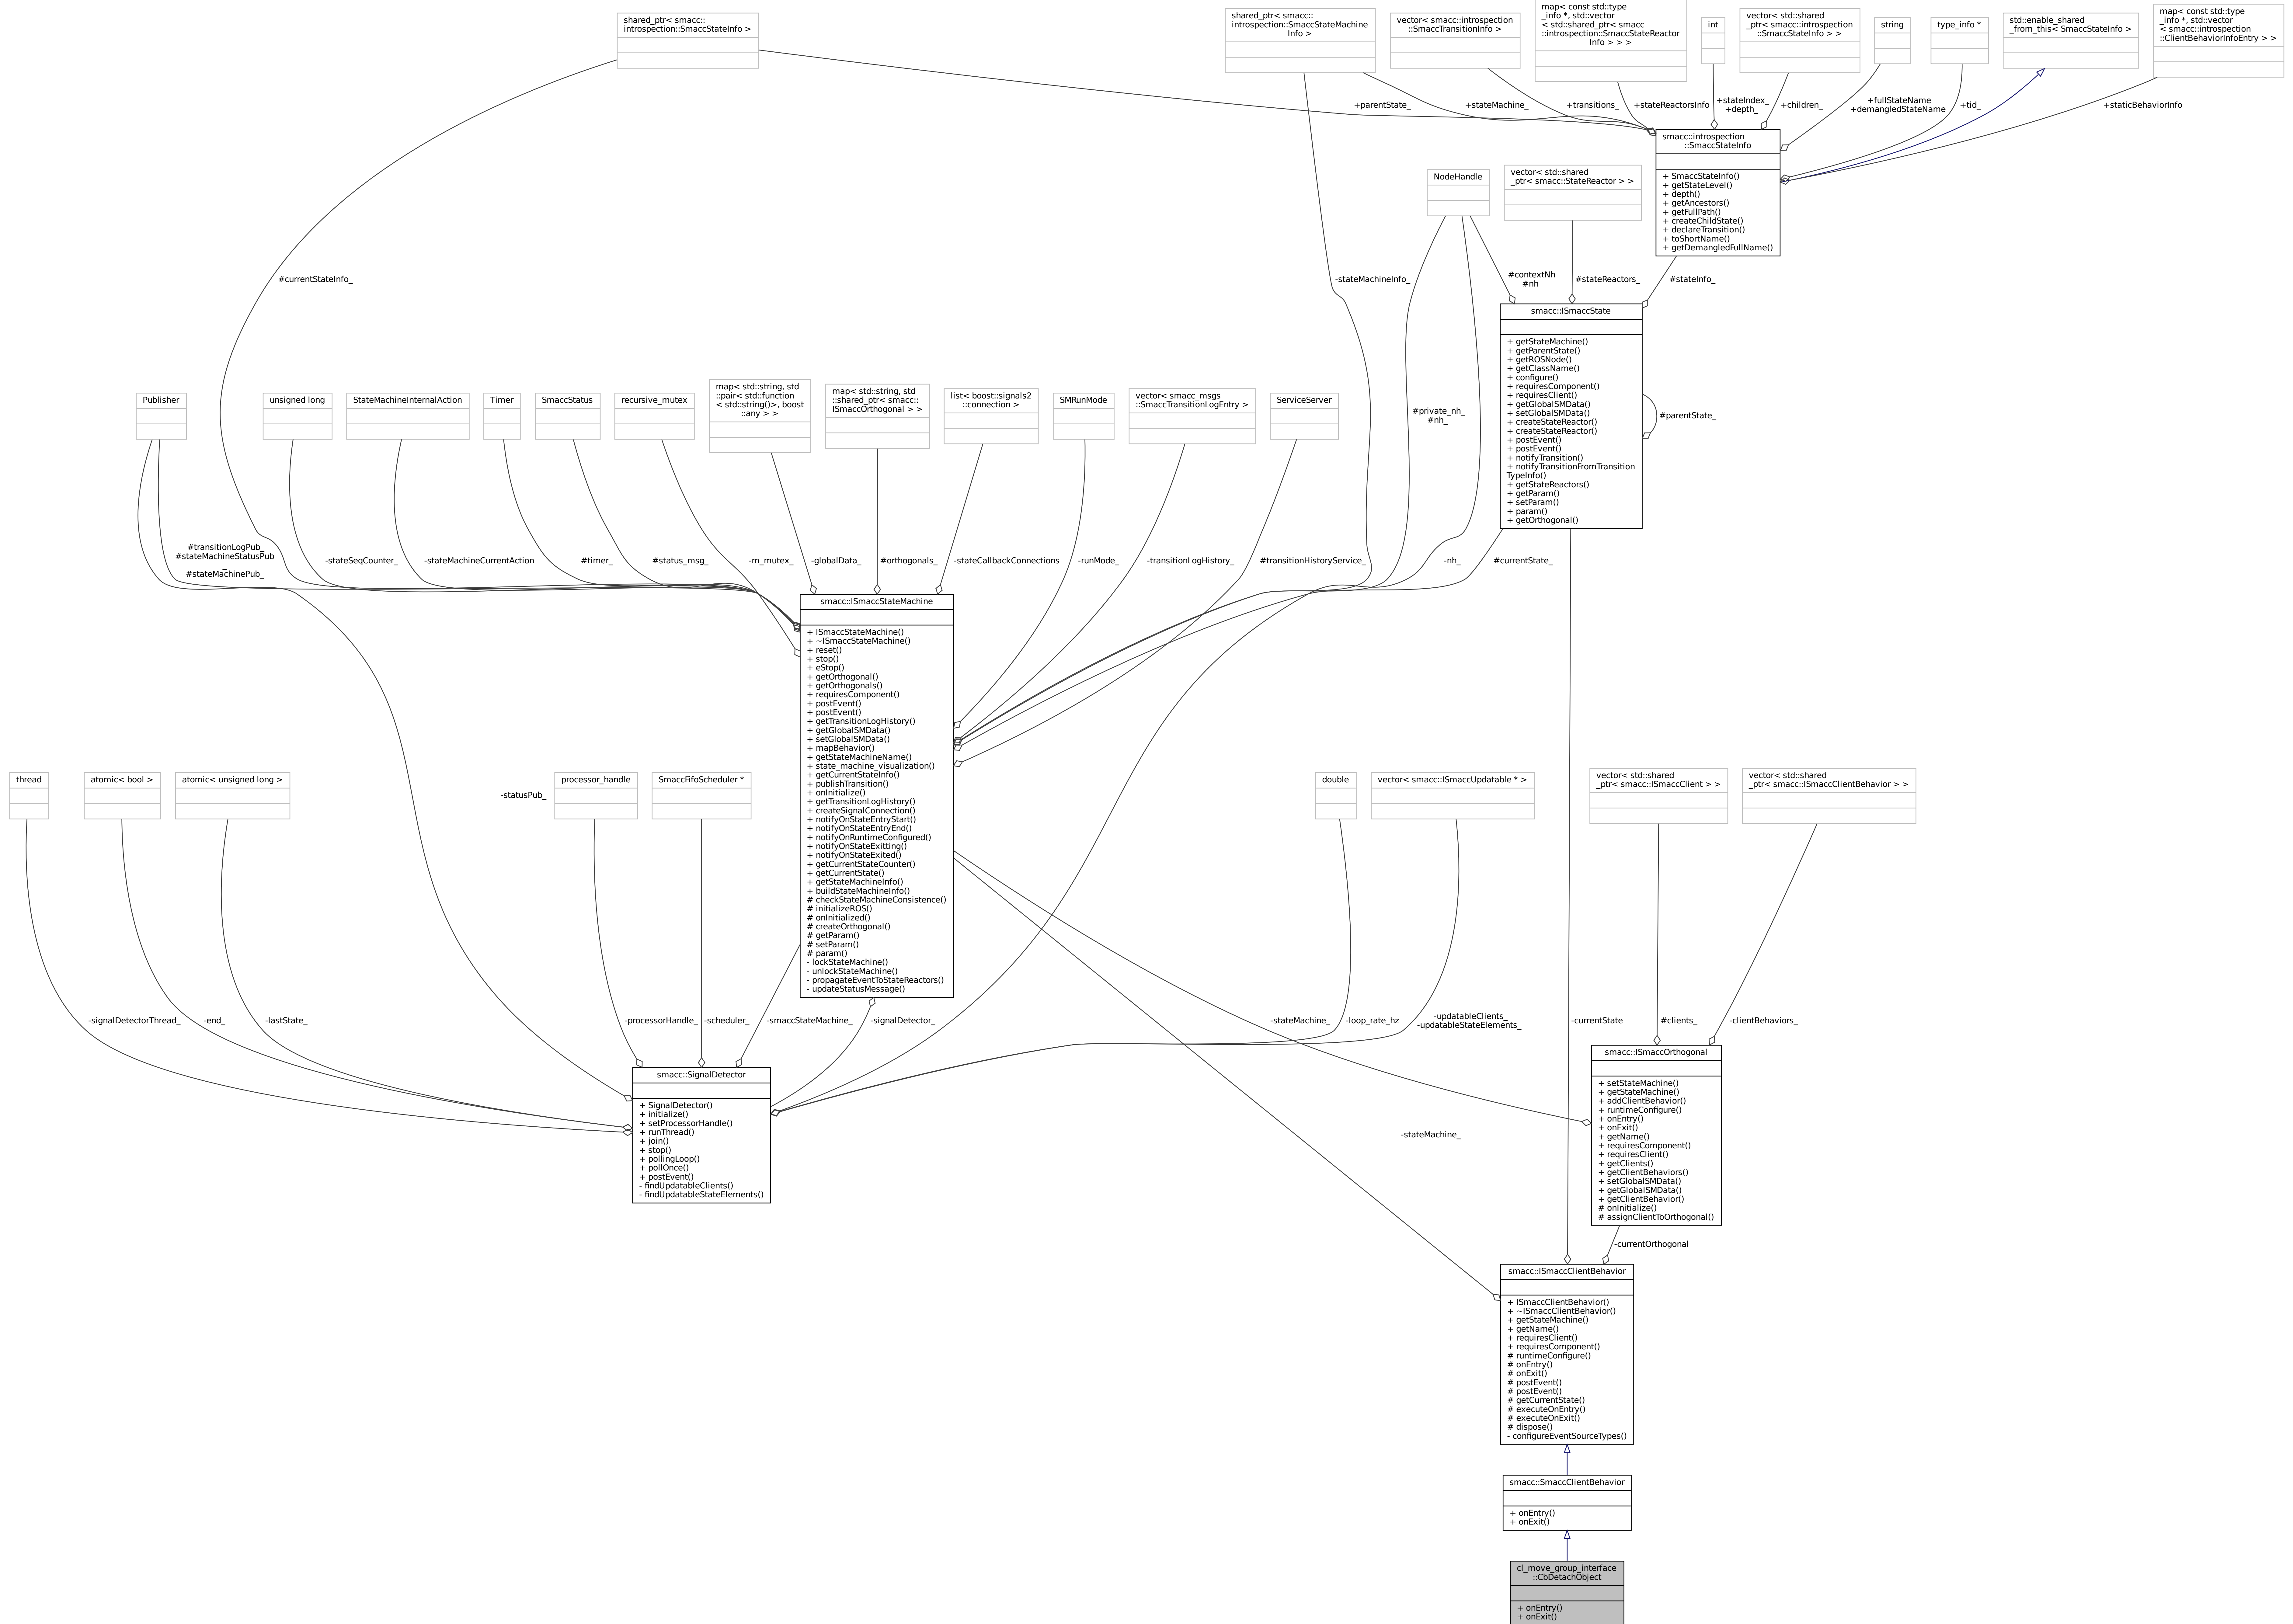 shared_ptr< smacc::
introspection::SmaccStateInfo >
shared_ptr< smacc::
introspection::SmaccStateMachine
Info >
vector< smacc::introspection
::SmaccTransitionInfo >
map< const std::type
_info *, std::vector
< std::shared_ptr< smacc
::introspection::SmaccStateReactor
Info > > >
int
vector< std::shared
_ptr< smacc::introspection
::SmaccStateInfo > >
string
type_info *
std::enable_shared
_from_this< SmaccStateInfo >
map< const std::type
_info *, std::vector
< smacc::introspection
::ClientBehaviorInfoEntry > >
+parentState_
+stateMachine_
+transitions_
+stateReactorsInfo
+stateIndex_
+depth_
+children_
+fullStateName
+demangledStateName
+tid_
+staticBehaviorInfo
smacc::introspection
::SmaccStateInfo
+ SmaccStateInfo()
+ getStateLevel()
+ depth()
+ getAncestors()
+ getFullPath()
+ createChildState()
+ declareTransition()
+ toShortName()
+ getDemangledFullName()
NodeHandle
vector< std::shared
_ptr< smacc::StateReactor > >
#currentStateInfo_
-stateMachineInfo_
#contextNh
#nh
#stateReactors_
#stateInfo_
smacc::ISmaccState
+ getStateMachine()
+ getParentState()
+ getROSNode()
+ getClassName()
+ configure()
+ requiresComponent()
+ requiresClient()
+ getGlobalSMData()
+ setGlobalSMData()
+ createStateReactor()
+ createStateReactor()
+ postEvent()
+ postEvent()
+ notifyTransition()
+ notifyTransitionFromTransition
TypeInfo()
+ getStateReactors()
+ getParam()
+ setParam()
+ param()
+ getOrthogonal()
#parentState_
Publisher
unsigned long
StateMachineInternalAction
Timer
SmaccStatus
recursive_mutex
map< std::string, std
::pair< std::function
< std::string()>, boost
::any > >
map< std::string, std
::shared_ptr< smacc::
ISmaccOrthogonal > >
list< boost::signals2
::connection >
SMRunMode
vector< smacc_msgs
::SmaccTransitionLogEntry >
ServiceServer
#private_nh_
#nh_
#transitionLogPub_
#stateMachineStatusPub
_
#stateMachinePub_
-stateSeqCounter_
-stateMachineCurrentAction
#timer_
#status_msg_
-m_mutex_
-globalData_
#orthogonals_
-stateCallbackConnections
-runMode_
-transitionLogHistory_
#transitionHistoryService_
-nh_
#currentState_
smacc::ISmaccStateMachine
+ ISmaccStateMachine()
+ ~ISmaccStateMachine()
+ reset()
+ stop()
+ eStop()
+ getOrthogonal()
+ getOrthogonals()
+ requiresComponent()
+ postEvent()
+ postEvent()
+ getTransitionLogHistory()
+ getGlobalSMData()
+ setGlobalSMData()
+ mapBehavior()
+ getStateMachineName()
+ state_machine_visualization()
+ getCurrentStateInfo()
+ publishTransition()
+ onInitialize()
+ getTransitionLogHistory()
+ createSignalConnection()
+ notifyOnStateEntryStart()
+ notifyOnStateEntryEnd()
+ notifyOnRuntimeConfigured()
+ notifyOnStateExitting()
+ notifyOnStateExited()
+ getCurrentStateCounter()
+ getCurrentState()
+ getStateMachineInfo()
+ buildStateMachineInfo()
# checkStateMachineConsistence()
# initializeROS()
# onInitialized()
# createOrthogonal()
# getParam()
# setParam()
# param()
- lockStateMachine()
- unlockStateMachine()
- propagateEventToStateReactors()
- updateStatusMessage()
thread
atomic< bool >
atomic< unsigned long >
-statusPub_
processor_handle
SmaccFifoScheduler *
double
vector< smacc::ISmaccUpdatable * >
vector< std::shared
_ptr< smacc::ISmaccClient > >
vector< std::shared
_ptr< smacc::ISmaccClientBehavior > >
-signalDetectorThread_
-end_
-lastState_
-processorHandle_
-scheduler_
-smaccStateMachine_
-signalDetector_
-stateMachine_
-loop_rate_hz
-updatableClients_
-updatableStateElements_
-currentState
#clients_
-clientBehaviors_
smacc::SignalDetector
+ SignalDetector()
+ initialize()
+ setProcessorHandle()
+ runThread()
+ join()
+ stop()
+ pollingLoop()
+ pollOnce()
+ postEvent()
- findUpdatableClients()
- findUpdatableStateElements()
smacc::ISmaccOrthogonal
+ setStateMachine()
+ getStateMachine()
+ addClientBehavior()
+ runtimeConfigure()
+ onEntry()
+ onExit()
+ getName()
+ requiresComponent()
+ requiresClient()
+ getClients()
+ getClientBehaviors()
+ setGlobalSMData()
+ getGlobalSMData()
+ getClientBehavior()
# onInitialize()
# assignClientToOrthogonal()
-stateMachine_
-currentOrthogonal
smacc::ISmaccClientBehavior
+ ISmaccClientBehavior()
+ ~ISmaccClientBehavior()
+ getStateMachine()
+ getName()
+ requiresClient()
+ requiresComponent()
# runtimeConfigure()
# onEntry()
# onExit()
# postEvent()
# postEvent()
# getCurrentState()
# executeOnEntry()
# executeOnExit()
# dispose()
- configureEventSourceTypes()
smacc::SmaccClientBehavior
+ onEntry()
+ onExit()
cl_move_group_interface
::CbDetachObject
+ onEntry()
+ onExit()